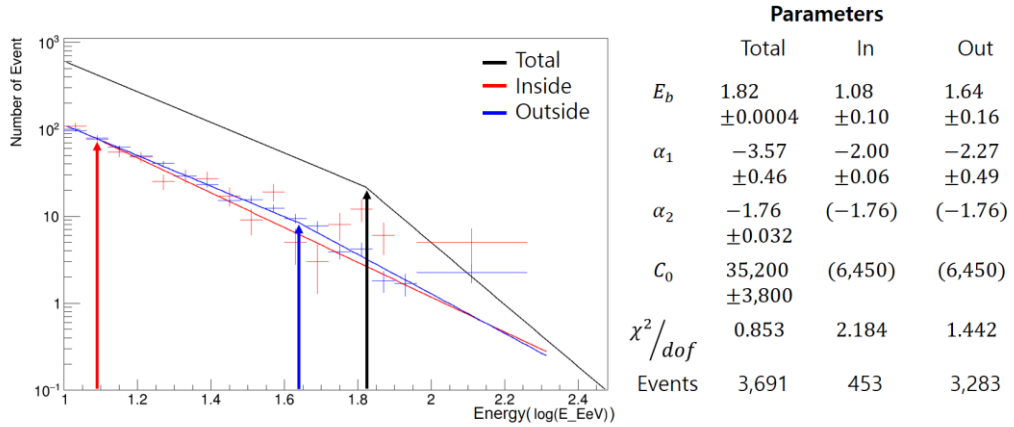 Number of Event
10³
10²
10
1
10⁻¹
1
1.2
1.4
1.6
1.8
2
2.2
2.4
Energy(log(E_EeV))
Total
Inside
Outside
Parameters
Total In Out
E_b 1.82 1.08 1.64
±0.0004 ±0.10 ±0.16
α₁ −3.57 −2.00 −2.27
±0.46 ±0.06 ±0.49
α₂ −1.76 (−1.76) (−1.76)
±0.032
C₀ 35,200 (6,450) (6,450)
±3,800
χ²/dof 0.853 2.184 1.442
Events 3,691 453 3,283